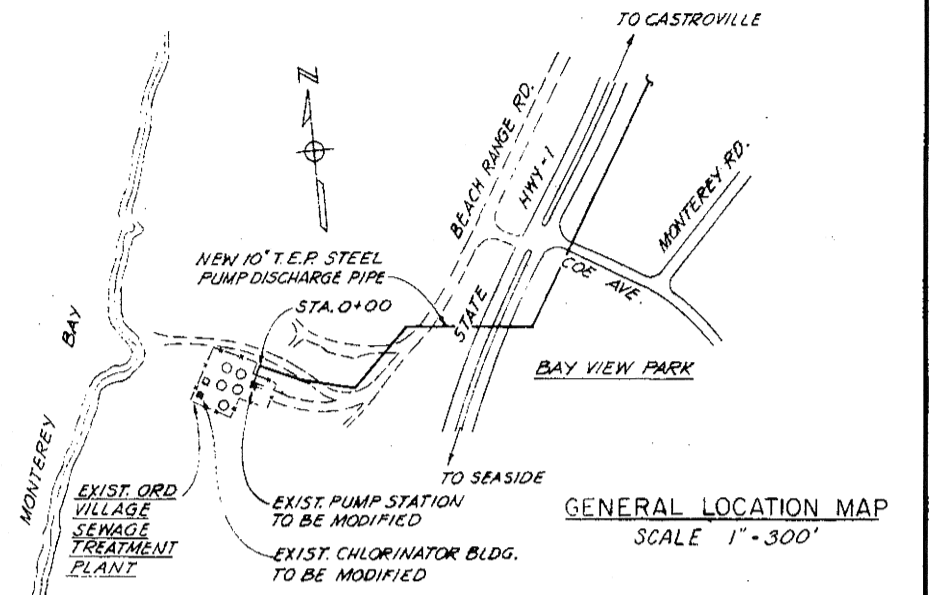 TO CASTROVILLE
N
BEACH RANGE RD.
HWY-1
MONTEREY RD.
NEW 10" T.E.P. STEEL
PUMP DISCHARGE PIPE
STA. 0+00
STATE
COE AVE.
BAY
MONTEREY
BAY VIEW PARK
TO SEASIDE
EXIST. ORD
VILLAGE
SEWAGE
TREATMENT
PLANT
EXIST. PUMP STATION
TO BE MODIFIED
EXIST. CHLORINATOR BLDG.
TO BE MODIFIED
GENERAL LOCATION MAP
SCALE 1"-300'